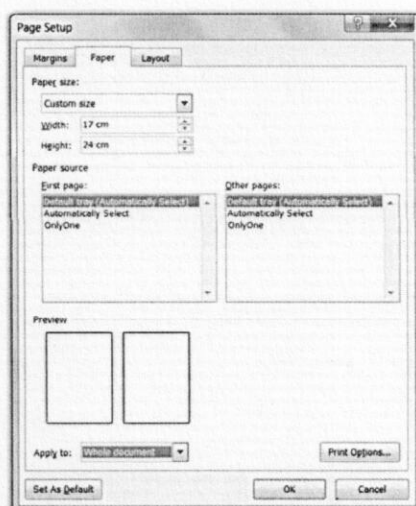 Page Setup
Margins Paper Layout
Paper size:
Custom size
Width: 17 cm
Height: 24 cm
Paper source
First page: Other pages:
Default tray (Automatically Select) Default tray (Automatically Select)
Automatically Select Automatically Select
OnlyOne OnlyOne
Preview
Apply to: Whole document Print Options...
Set As Default OK Cancel